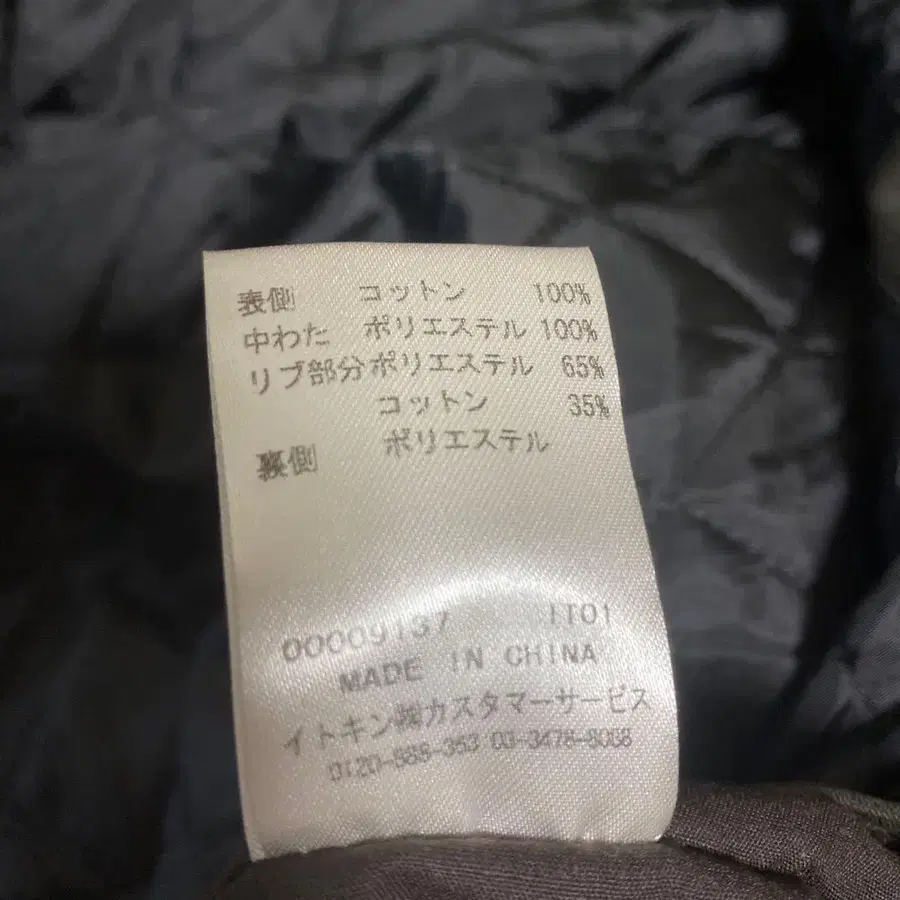 表側 コットン 100%
中わた ポリエステル 100%
リブ部分 ポリエステル 65%
コットン 35%
裏側 ポリエステル
00009137 IT01
MADE IN CHINA
イトキン㈱カスタマーサービス
0120-888-363 03-3478-8088